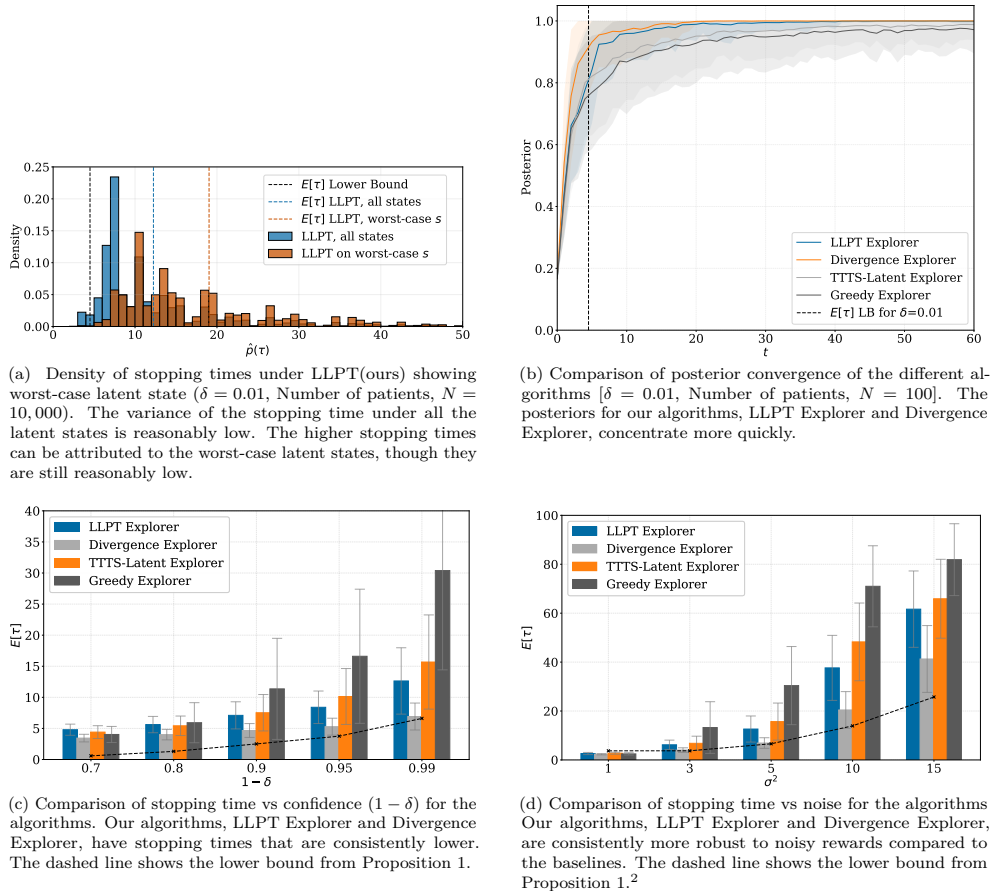 0.25
0.20
0.15
0.10
0.05
0.00
Density
0
10
20
30
40
50
p̂(τ)
E[τ] Lower Bound
E[τ] LLPT, all states
E[τ] LLPT, worst-case s
LLPT, all states
LLPT on worst-case s
(a) Density of stopping times under LLPT(ours) showing
worst-case latent state (δ = 0.01, Number of patients, N =
10,000). The variance of the stopping time under all the
latent states is reasonably low. The higher stopping times
can be attributed to the worst-case latent states, though they
are still reasonably low.
1.0
0.8
0.6
0.4
0.2
0.0
Posterior
0
10
20
30
40
50
60
t
LLPT Explorer
Divergence Explorer
TTTS-Latent Explorer
Greedy Explorer
E[τ] LB for δ=0.01
(b) Comparison of posterior convergence of the different al-
gorithms [δ = 0.01, Number of patients, N = 100]. The
posteriors for our algorithms, LLPT Explorer and Divergence
Explorer, concentrate more quickly.
40
35
30
25
20
15
10
5
0
E[τ]
0.7
0.8
0.9
0.95
0.99
1−δ
LLPT Explorer
Divergence Explorer
TTTS-Latent Explorer
Greedy Explorer
(c) Comparison of stopping time vs confidence (1 − δ) for the
algorithms. Our algorithms, LLPT Explorer and Divergence
Explorer, have stopping times that are consistently lower.
The dashed line shows the lower bound from Proposition 1.
100
80
60
40
20
0
E[τ]
1
3
5
10
15
σ²
LLPT Explorer
Divergence Explorer
TTTS-Latent Explorer
Greedy Explorer
(d) Comparison of stopping time vs noise for the algorithms
Our algorithms, LLPT Explorer and Divergence Explorer,
are consistently more robust to noisy rewards compared to
the baselines. The dashed line shows the lower bound from
Proposition 1.²